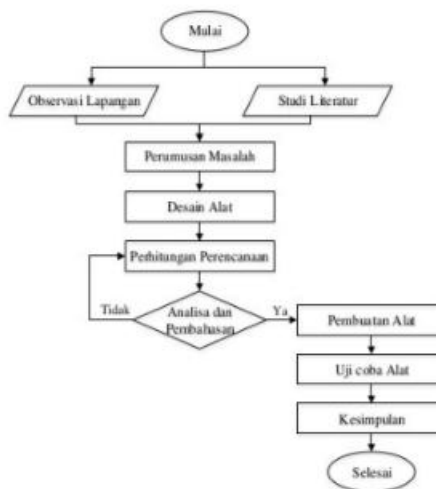 Mulai
Observasi Lapangan
Studi Literatur
Perumusan Masalah
Desain Alat
Perhitungan Perencanaan
Tidak
Analisa dan
Pembahasan
Ya
Pembuatan Alat
Uji coba Alat
Kesimpulan
Selesai